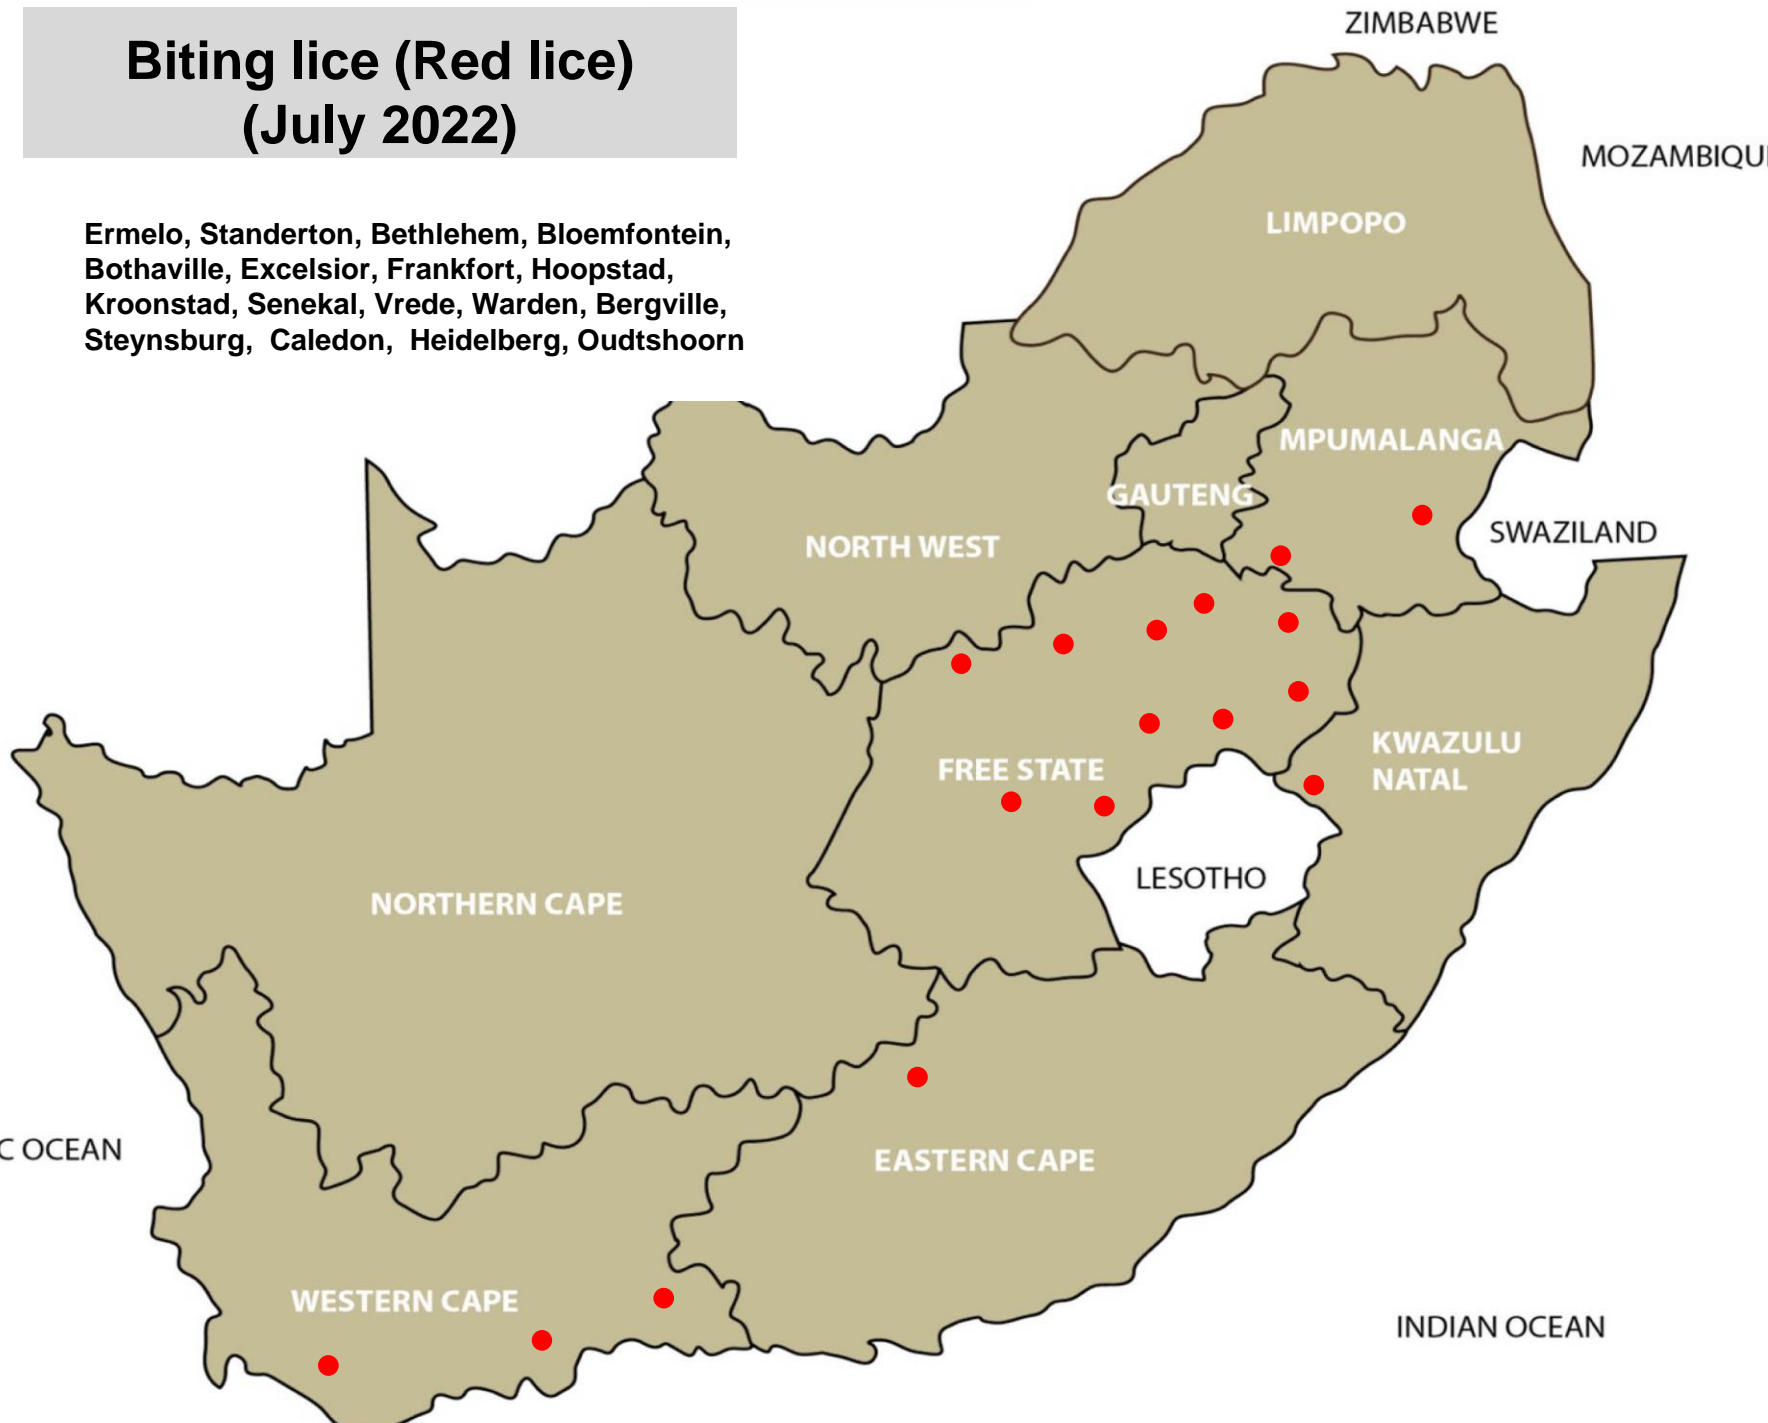 Biting lice (Red lice)
(July 2022)
Ermelo, Standerton, Bethlehem, Bloemfontein,
Bothaville, Excelsior, Frankfort, Hoopstad,
Kroonstad, Senekal, Vrede, Warden, Bergville,
Steynsburg, Caledon, Heidelberg, Oudtshoorn
ZIMBABWE
MOZAMBIQU
LIMPOPO
MPUMALANGA
GAUTENG
SWAZILAND
NORTH WEST
KWAZULU
NATAL
FREE STATE
LESOTHO
NORTHERN CAPE
C OCEAN
EASTERN CAPE
WESTERN CAPE
INDIAN OCEAN